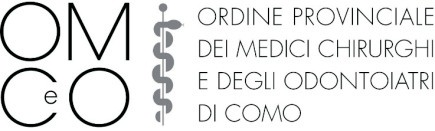 OM
CeO
ORDINE PROVINCIALE
DEI MEDICI CHIRURGHI
E DEGLI ODONTOIATRI
DI COMO